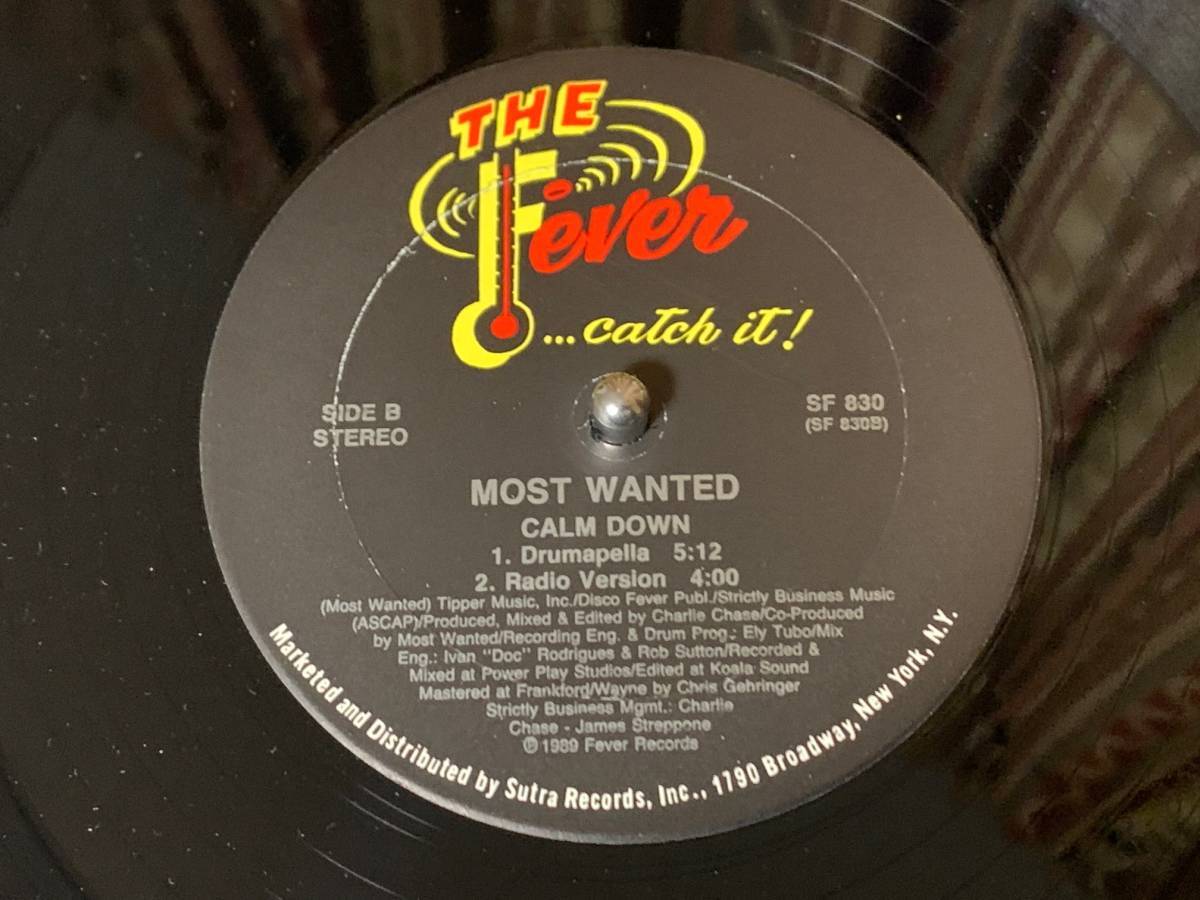 THE
Fever
...catch it!
SIDE B
STEREO
SF 830
(SF 830B)
MOST WANTED
CALM DOWN
1. Drumapella 5:12
2. Radio Version 4:00
(Most Wanted) Tipper Music, Inc./Disco Fever Publ./Strictly Business Music
(ASCAP)/Produced, Mixed & Edited by Charlie Chase/Co-Produced
by Most Wanted/Recording Eng. & Drum Prog.: Ely Tubo/Mix
Eng.: Ivan "Doc" Rodrigues & Rob Sutton/Recorded &
Mixed at Power Play Studios/Edited at Koala Sound
Mastered at Frankford/Wayne by Chris Gehringer
Strictly Business Mgmt.: Charlie
Chase - James Streppone
℗ 1989 Fever Records
Marketed and Distributed by Sutra Records, Inc., 1790 Broadway, New York, N.Y.